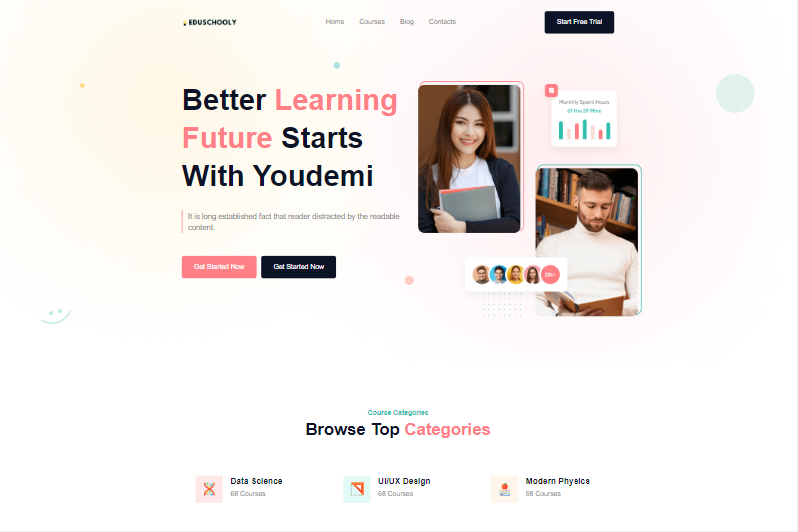 EDUSCHOOLY
Home Courses Blog Contacts
Start Free Trial
Better Learning
Future Starts
With Youdemi
It is long established fact that reader distracted by the readable
content.
Get Started Now Get Started Now
Monthly Spent Hours
67 Hrs 29 Mins
Course Categories
Browse Top Categories
Data Science
68 Courses
UI/UX Design
68 Courses
Modern Physics
68 Courses